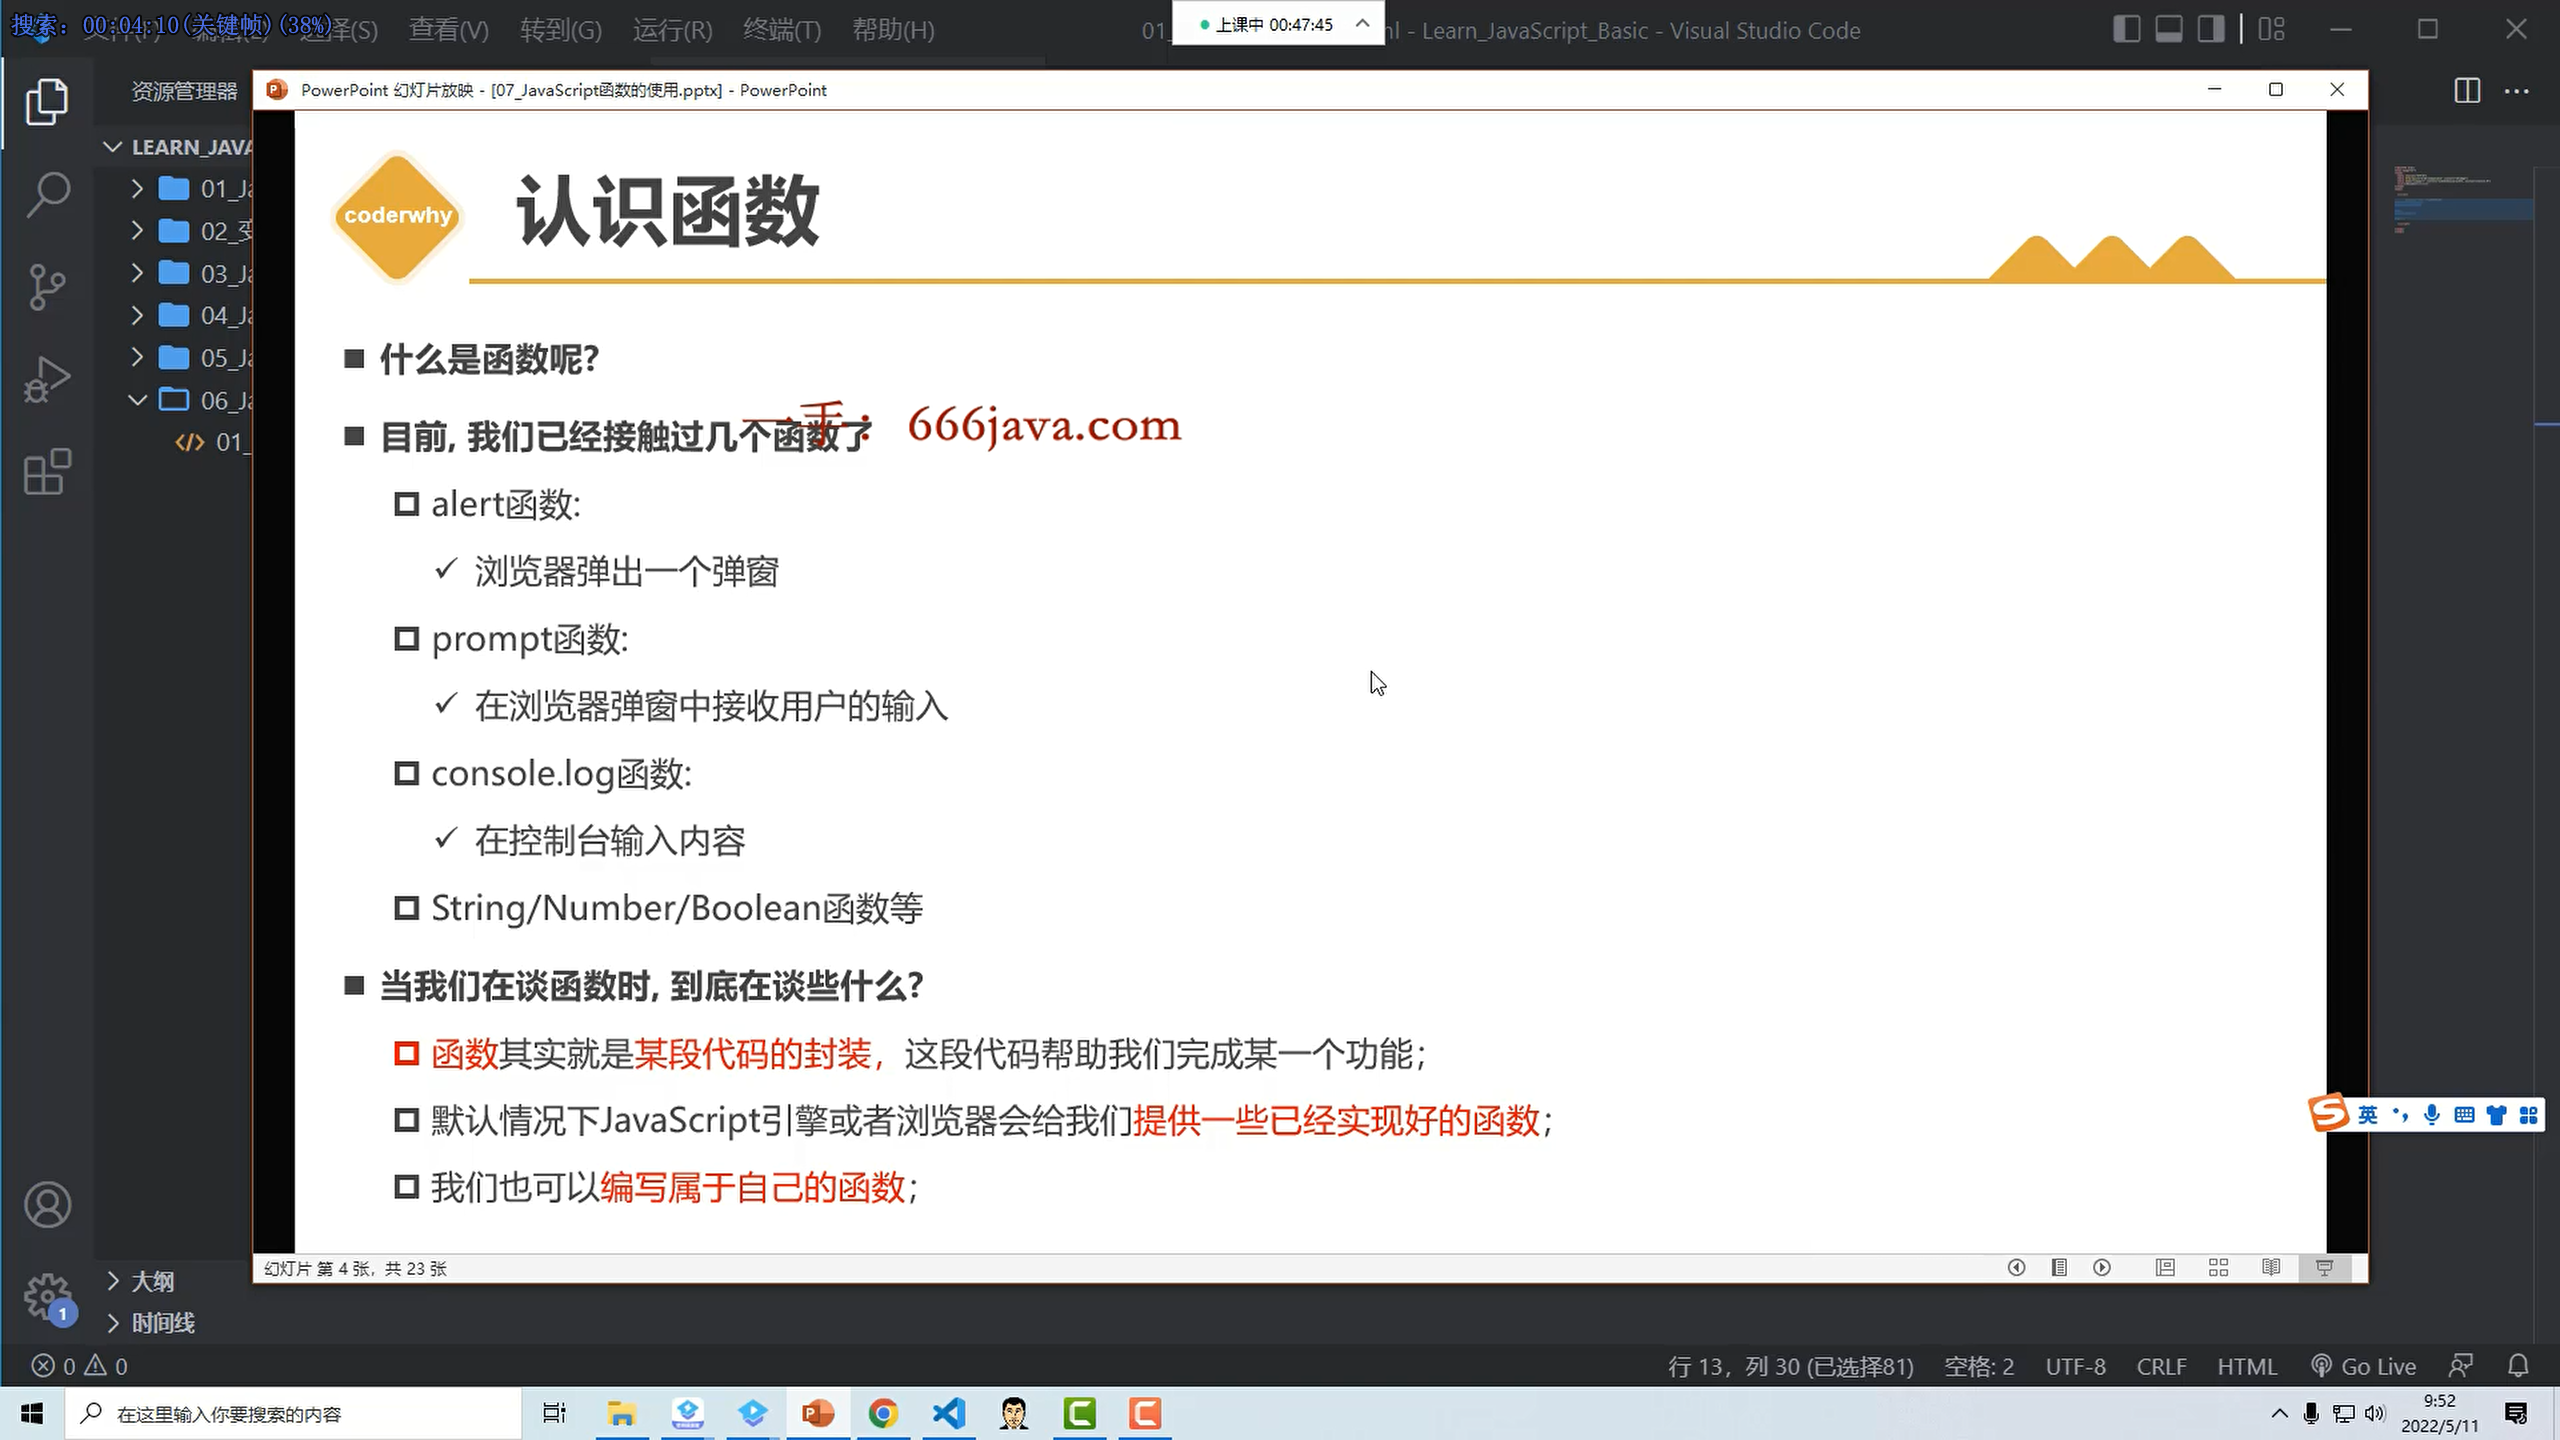 搜索: 00:04:10(关键帧)(38%)
查看(V) 转到(G) 运行(R) 终端(T) 帮助(H)
上课中 00:47:45
- Learn_JavaScript_Basic - Visual Studio Code
资源管理器
PowerPoint 幻灯片放映 - [07_JavaScript函数的使用.pptx] - PowerPoint
LEARN_JAVA
01_Ja
02_变
03_Ja
04_Ja
05_Ja
06_Ja
01_
coderwhy
认识函数
什么是函数呢?
目前, 我们已经接触过几个函数了
一手: 666java.com
alert函数:
浏览器弹出一个弹窗
prompt函数:
在浏览器弹窗中接收用户的输入
console.log函数:
在控制台输入内容
String/Number/Boolean函数等
当我们在谈函数时, 到底在谈些什么?
函数其实就是某段代码的封装，这段代码帮助我们完成某一个功能;
默认情况下JavaScript引擎或者浏览器会给我们提供一些已经实现好的函数;
我们也可以编写属于自己的函数;
英
幻灯片 第 4 张，共 23 张
大纲
1
时间线
0 0
行 13，列 30 (已选择81) 空格: 2 UTF-8 CRLF HTML Go Live
在这里输入你要搜索的内容
9:52
2022/5/11